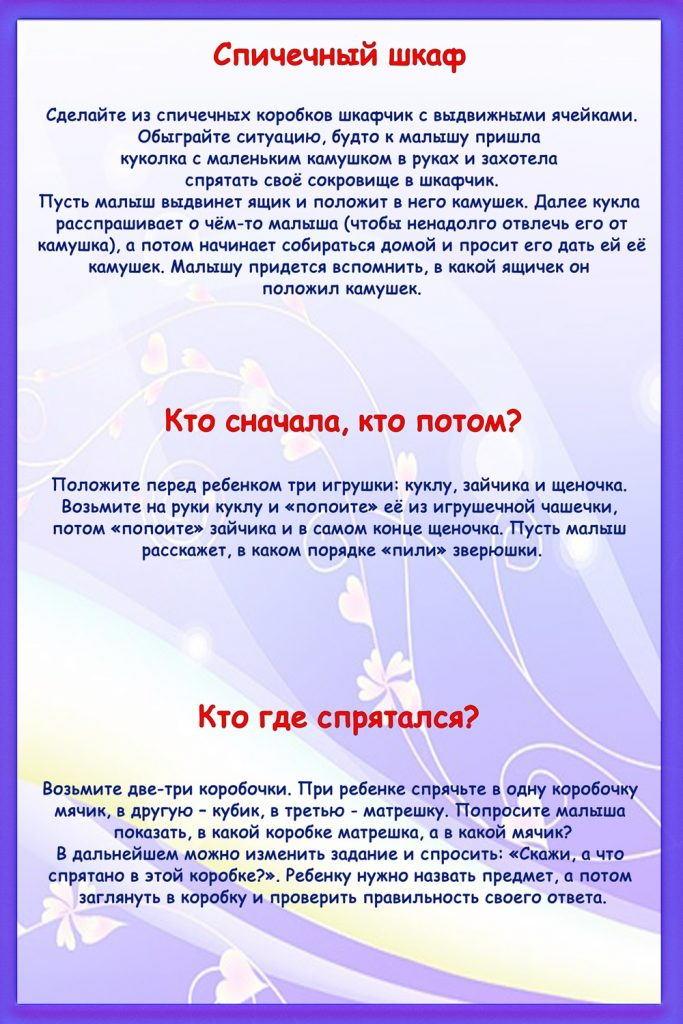 Спичечный шкаф
Сделайте из спичечных коробков шкафчик с выдвижными ячейками.
Обыграйте ситуацию, будто к малышу пришла
куколка с маленьким камушком в руках и захотела
спрятать своё сокровище в шкафчик.
Пусть малыш выдвинет ящик и положит в него камушек. Далее кукла
расспрашивает о чём-то малыша (чтобы ненадолго отвлечь его от
камушка), а потом начинает собираться домой и просит его дать ей её
камушек. Малышу придется вспомнить, в какой ящичек он
положил камушек.
Кто сначала, кто потом?
Положите перед ребенком три игрушки: куклу, зайчика и щеночка.
Возьмите на руки куклу и «попоите» её из игрушечной чашечки,
потом «попоите» зайчика и в самом конце щеночка. Пусть малыш
расскажет, в каком порядке «пили» зверюшки.
Кто где спрятался?
Возьмите две-три коробочки. При ребенке спрячьте в одну коробочку
мячик, в другую – кубик, в третью - матрешку. Попросите малыша
показать, в какой коробке матрешка, а в какой мячик?
В дальнейшем можно изменить задание и спросить: «Скажи, а что
спрятано в этой коробке?». Ребенку нужно назвать предмет, а потом
заглянуть в коробку и проверить правильность своего ответа.